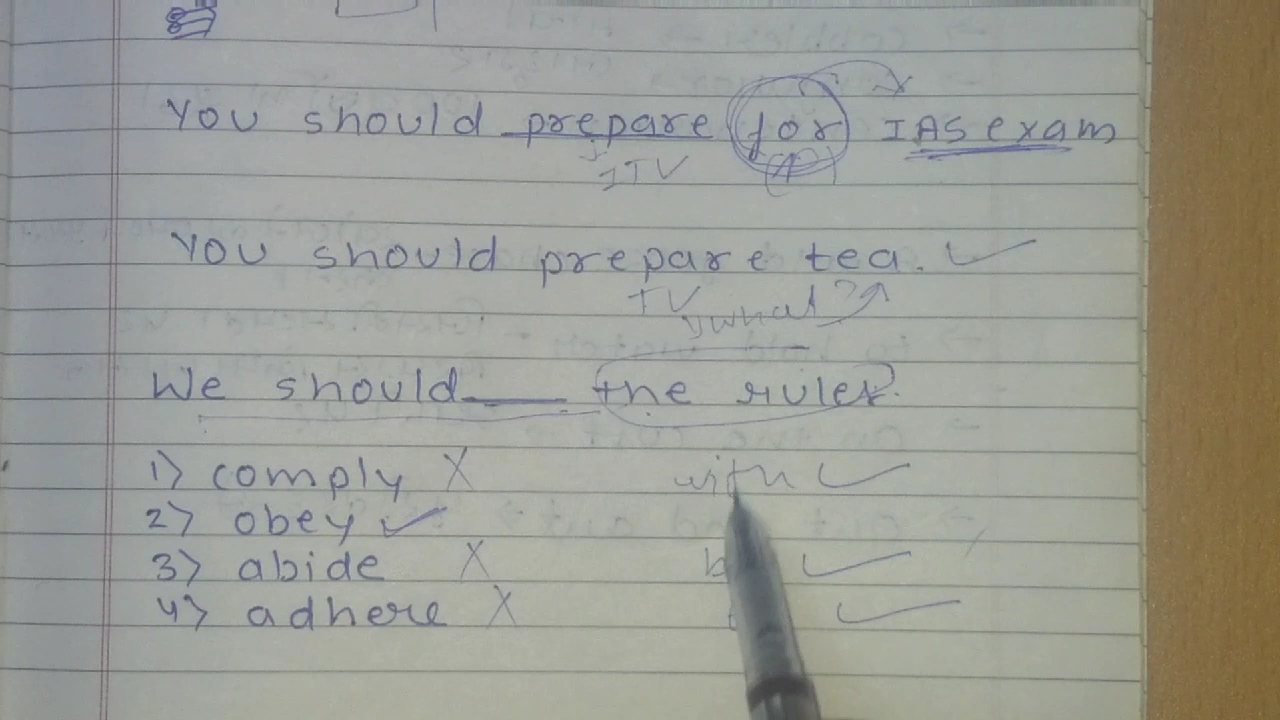 You should prepare for IAS exam
ITV
You should prepare tea.
TV what?
We should ___ the rules.
1) comply X with ✓
2) obey ✓
3) abide X ✓
4) adhere X ✓